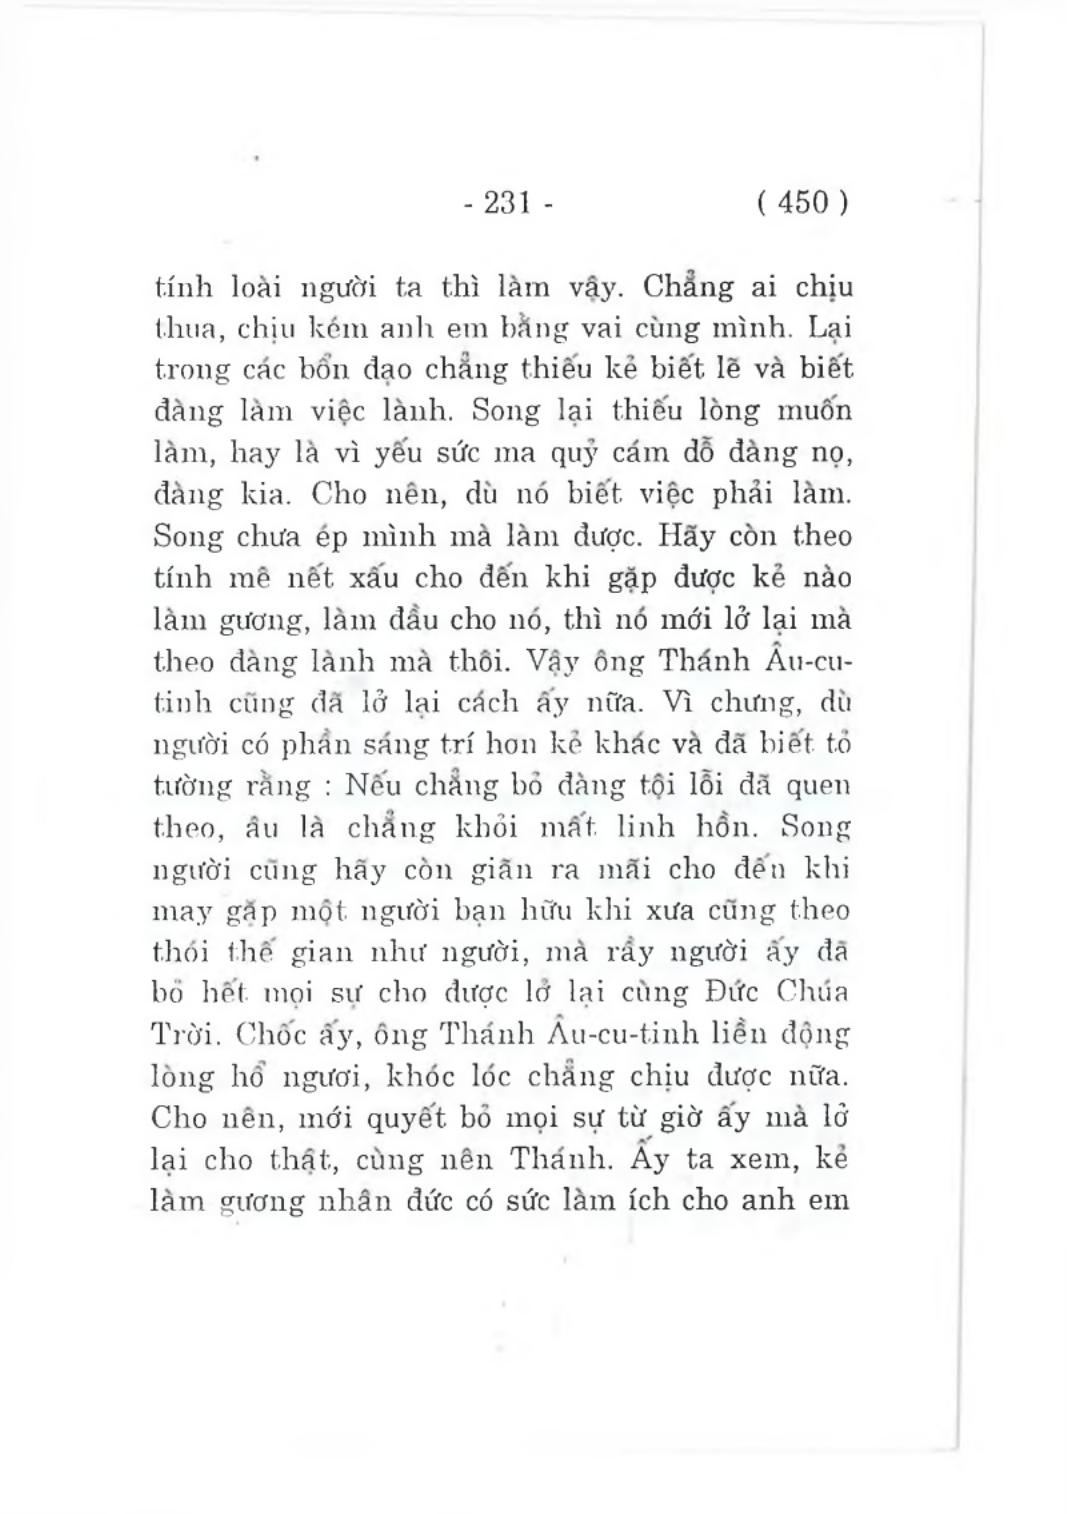 - 231 - ( 450 )
tính loài người ta thì làm vậy. Chẳng ai chịu
thua, chịu kém anh em bằng vai cùng mình. Lại
trong các bổn đạo chẳng thiếu kẻ biết lẽ và biết
đàng làm việc lành. Song lại thiếu lòng muốn
làm, hay là vì yếu sức ma quỷ cám dỗ đàng nọ,
đàng kia. Cho nên, dù nó biết việc phải làm.
Song chưa ép mình mà làm được. Hãy còn theo
tính mê nết xấu cho đến khi gặp được kẻ nào
làm gương, làm đầu cho nó, thì nó mới lở lại mà
theo đàng lành mà thôi. Vậy ông Thánh Âu-cu-
tinh cũng đã lở lại cách ấy nữa. Vì chưng, dù
người có phần sáng trí hơn kẻ khác và đã biết tỏ
tường rằng : Nếu chẳng bỏ đàng tội lỗi đã quen
theo, âu là chẳng khỏi mất linh hồn. Song
người cũng hãy còn giãn ra mãi cho đến khi
may gặp một người bạn hữu khi xưa cũng theo
thói thế gian như người, mà rầy người ấy đã
bỏ hết mọi sự cho được lở lại cùng Đức Chúa
Trời. Chốc ấy, ông Thánh Âu-cu-tinh liền động
lòng hổ ngươi, khóc lóc chẳng chịu được nữa.
Cho nên, mới quyết bỏ mọi sự từ giờ ấy mà lở
lại cho thật, cùng nên Thánh. Ấy ta xem, kẻ
làm gương nhân đức có sức làm ích cho anh em